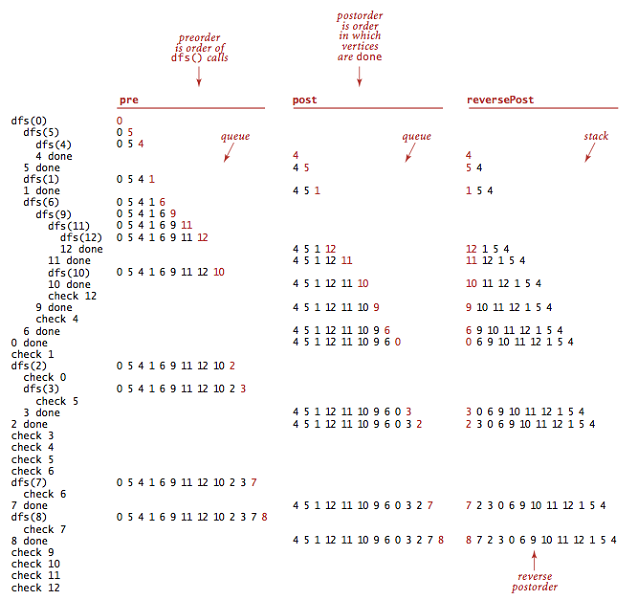 preorder
is order of
dfs() calls
postorder
is order
in which
vertices
are done
pre post reversePost
dfs(0) 0
dfs(5) 0 5 queue queue stack
dfs(4) 0 5 4
4 done 4 4
5 done 4 5 5 4
dfs(1) 0 5 4 1
1 done 4 5 1 1 5 4
dfs(6) 0 5 4 1 6
dfs(9) 0 5 4 1 6 9
dfs(11) 0 5 4 1 6 9 11
dfs(12) 0 5 4 1 6 9 11 12
12 done 4 5 1 12 12 1 5 4
11 done 4 5 1 12 11 11 12 1 5 4
dfs(10) 0 5 4 1 6 9 11 12 10
10 done 4 5 1 12 11 10 10 11 12 1 5 4
check 12
9 done 4 5 1 12 11 10 9 9 10 11 12 1 5 4
check 4
6 done 4 5 1 12 11 10 9 6 6 9 10 11 12 1 5 4
0 done 4 5 1 12 11 10 9 6 0 0 6 9 10 11 12 1 5 4
check 1
dfs(2) 0 5 4 1 6 9 11 12 10 2
check 0
dfs(3) 0 5 4 1 6 9 11 12 10 2 3
check 5
3 done 4 5 1 12 11 10 9 6 0 3 3 0 6 9 10 11 12 1 5 4
2 done 4 5 1 12 11 10 9 6 0 3 2 2 3 0 6 9 10 11 12 1 5 4
check 3
check 4
check 5
check 6
dfs(7) 0 5 4 1 6 9 11 12 10 2 3 7
check 6
7 done 4 5 1 12 11 10 9 6 0 3 2 7 7 2 3 0 6 9 10 11 12 1 5 4
dfs(8) 0 5 4 1 6 9 11 12 10 2 3 7 8
check 7
8 done 4 5 1 12 11 10 9 6 0 3 2 7 8 8 7 2 3 0 6 9 10 11 12 1 5 4
check 9
check 10
check 11
check 12
reverse
postorder